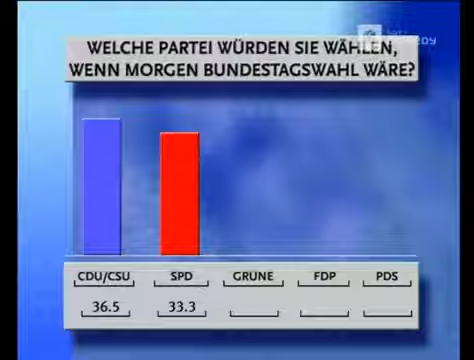 WELCHE PARTEI WÜRDEN SIE WÄHLEN,
WENN MORGEN BUNDESTAGSWAHL WÄRE?
CDU/CSU SPD GRÜNE FDP PDS
36.5 33.3